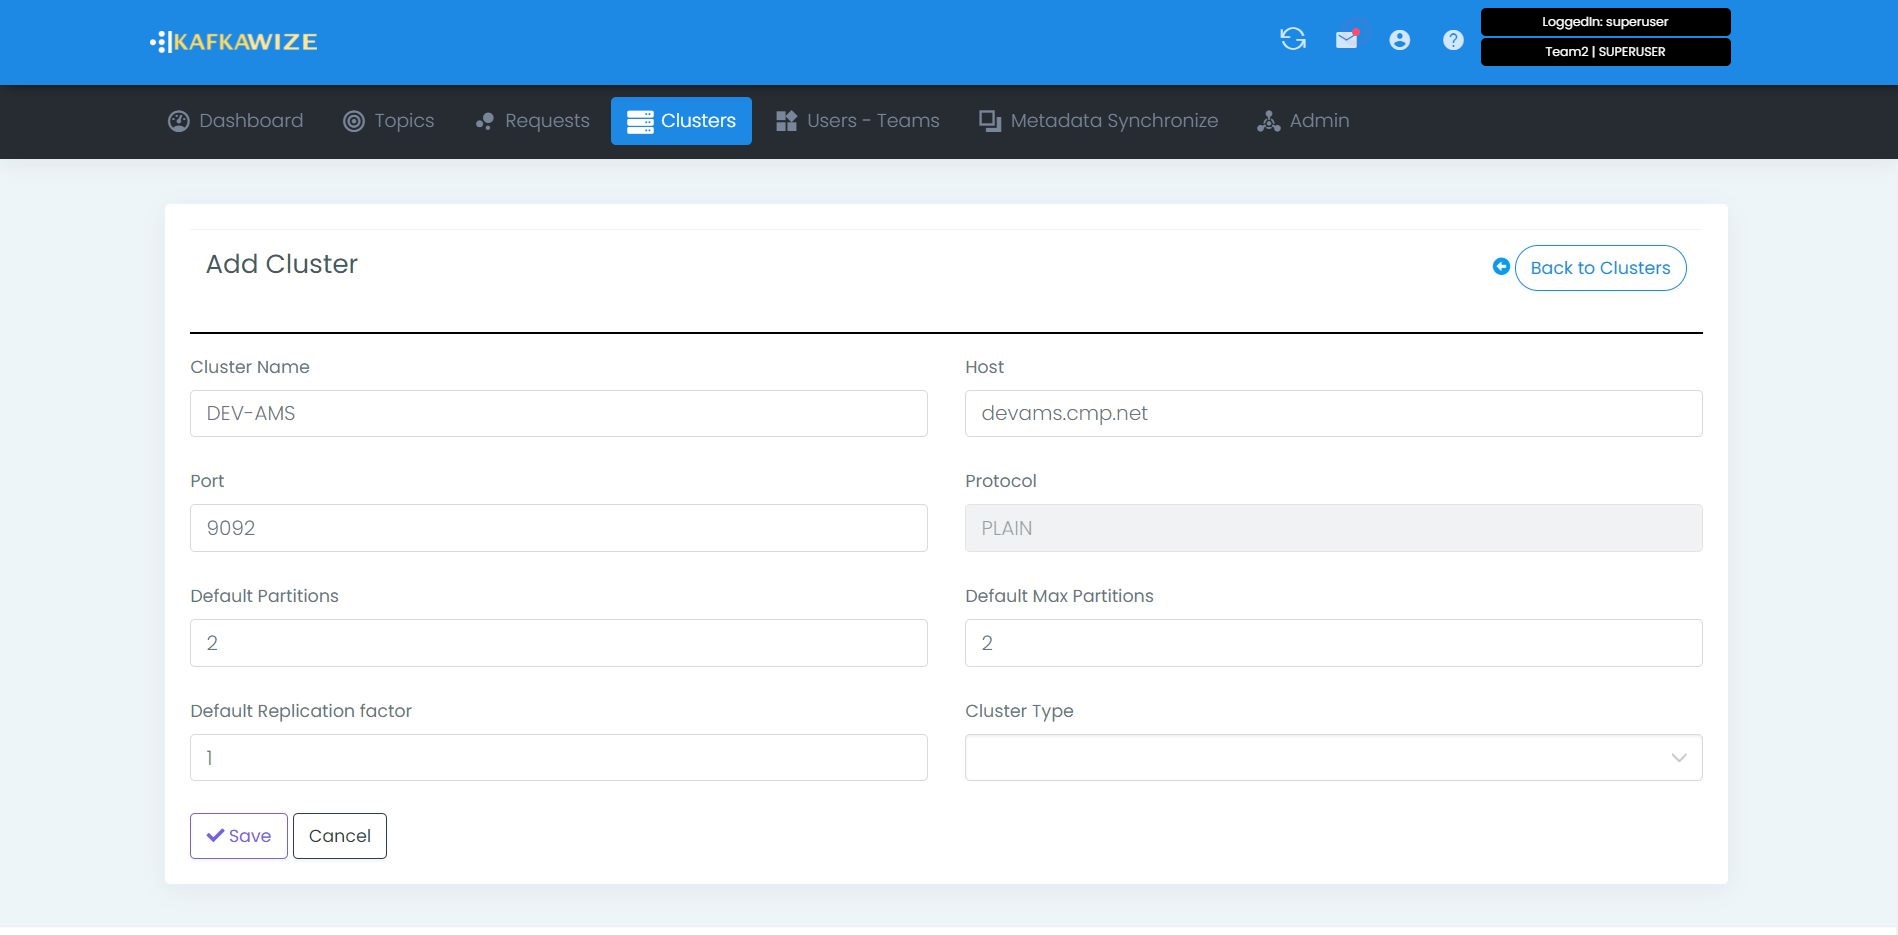 KAFKAWIZE
LoggedIn: superuser
Team2 | SUPERUSER
Dashboard Topics Requests Clusters Users - Teams Metadata Synchronize Admin
Add Cluster
Back to Clusters
Cluster Name Host
DEV-AMS devams.cmp.net
Port Protocol
9092 PLAIN
Default Partitions Default Max Partitions
2 2
Default Replication factor Cluster Type
1
Save Cancel